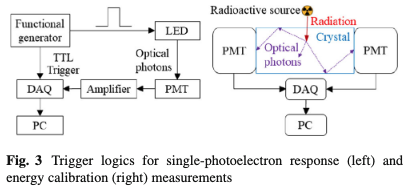 Functional
generator
LED
TTL
Trigger
Optical
photons
DAQ
Amplifier
PMT
PC
Radioactive source
Radiation
Crystal
PMT
Optical
photons
PMT
DAQ
PC
Fig. 3 Trigger logics for single-photoelectron response (left) and
energy calibration (right) measurements